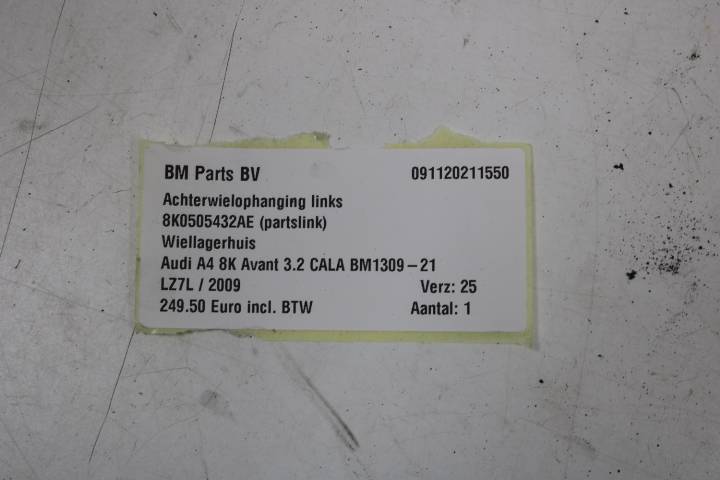 BM Parts BV 091120211550
Achterwielophanging links
8K0505432AE (partslink)
Wiellagerhuis
Audi A4 8K Avant 3.2 CALA BM1309-21
LZ7L / 2009 Verz: 25
249.50 Euro incl. BTW Aantal: 1